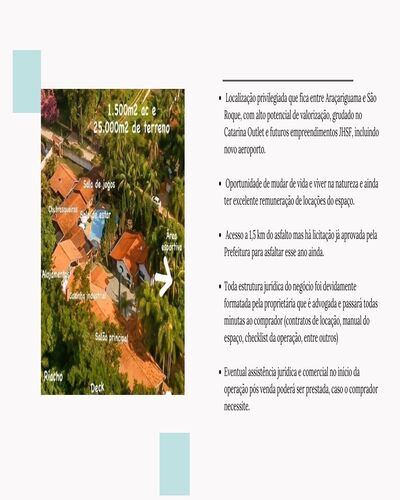 1.500m2 ac e
25.000m2 de terreno
Sala de jogos
Churrasqueiras
Sala de estar
Área
esportiva
Alojamentos
Cozinha industrial
Salão principal
Riacho
Deck
• Localização privilegiada que fica entre Araçariguama e São
Roque, com alto potencial de valorização, grudado no
Catarina Outlet e futuros empreendimentos JHSF, incluindo
novo aeroporto.
• Oportunidade de mudar de vida e viver na natureza e ainda
ter excelente remuneração de locações do espaço.
• Acesso a 1,5 km do asfalto mas há licitação já aprovada pela
Prefeitura para asfaltar esse ano ainda.
• Toda estrutura jurídica do negócio foi devidamente
formatada pela proprietária que é advogada e passará todas
minutas ao comprador (contratos de locação, manual do
espaço, checklist da operação, entre outros)
• Eventual assistência jurídica e comercial no início da
operação pós venda poderá ser prestada, caso o comprador
necessite.